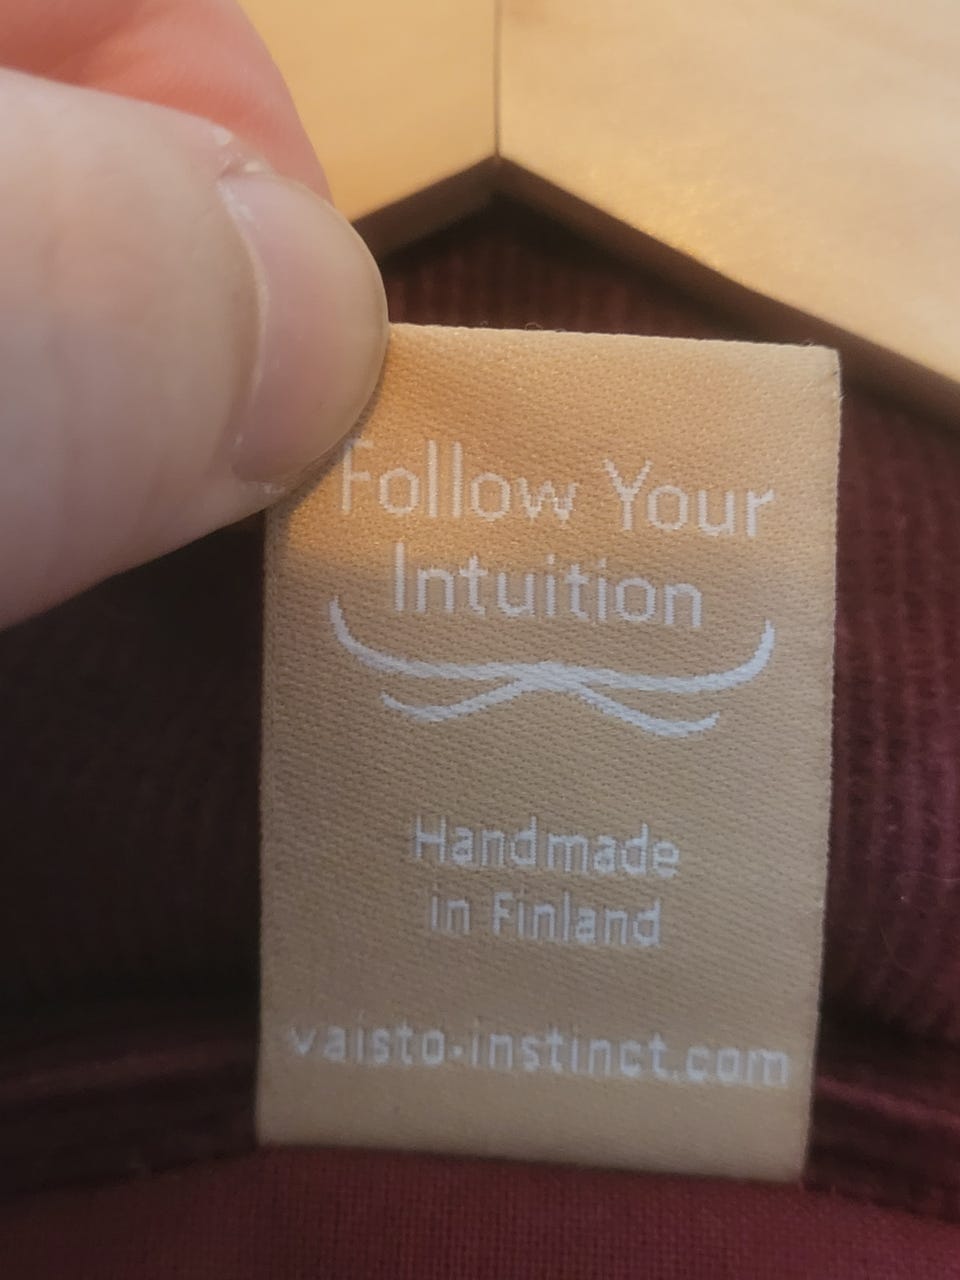 Follow Your
Intuition
Handmade
in Finland
vaisto-instinct.com